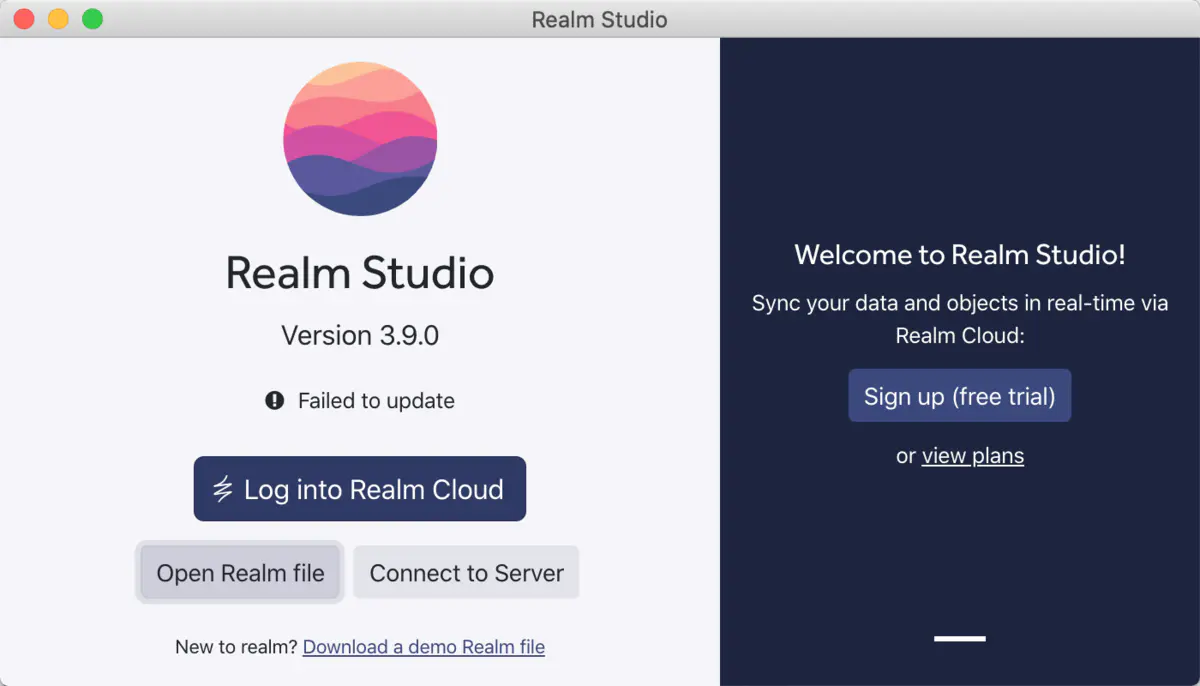 Realm Studio
Realm Studio
Version 3.9.0
Failed to update
Log into Realm Cloud
Open Realm file
Connect to Server
New to realm? Download a demo Realm file
Welcome to Realm Studio!
Sync your data and objects in real-time via
Realm Cloud:
Sign up (free trial)
or view plans